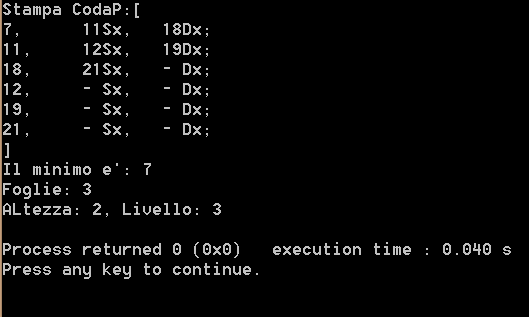 Stampa CodaP:[
7,      11Sx,   18Dx;
11,     12Sx,   19Dx;
18,     21Sx,   - Dx;
12,     - Sx,   - Dx;
19,     - Sx,   - Dx;
21,     - Sx,   - Dx;
]
Il minimo e': 7
Foglie: 3
ALtezza: 2, Livello: 3
Process returned 0 (0x0)   execution time : 0.040 s
Press any key to continue.